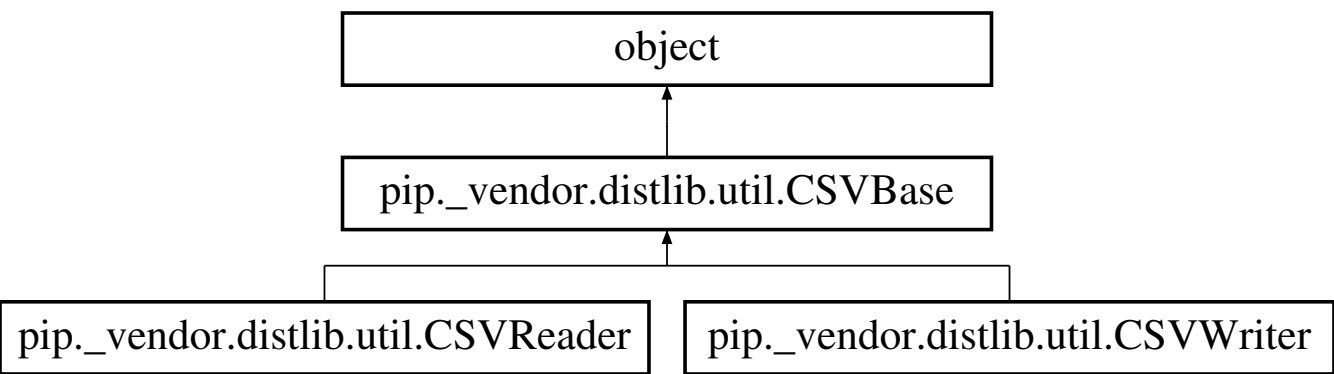 object
pip._vendor.distlib.util.CSVBase
pip._vendor.distlib.util.CSVReader
pip._vendor.distlib.util.CSVWriter